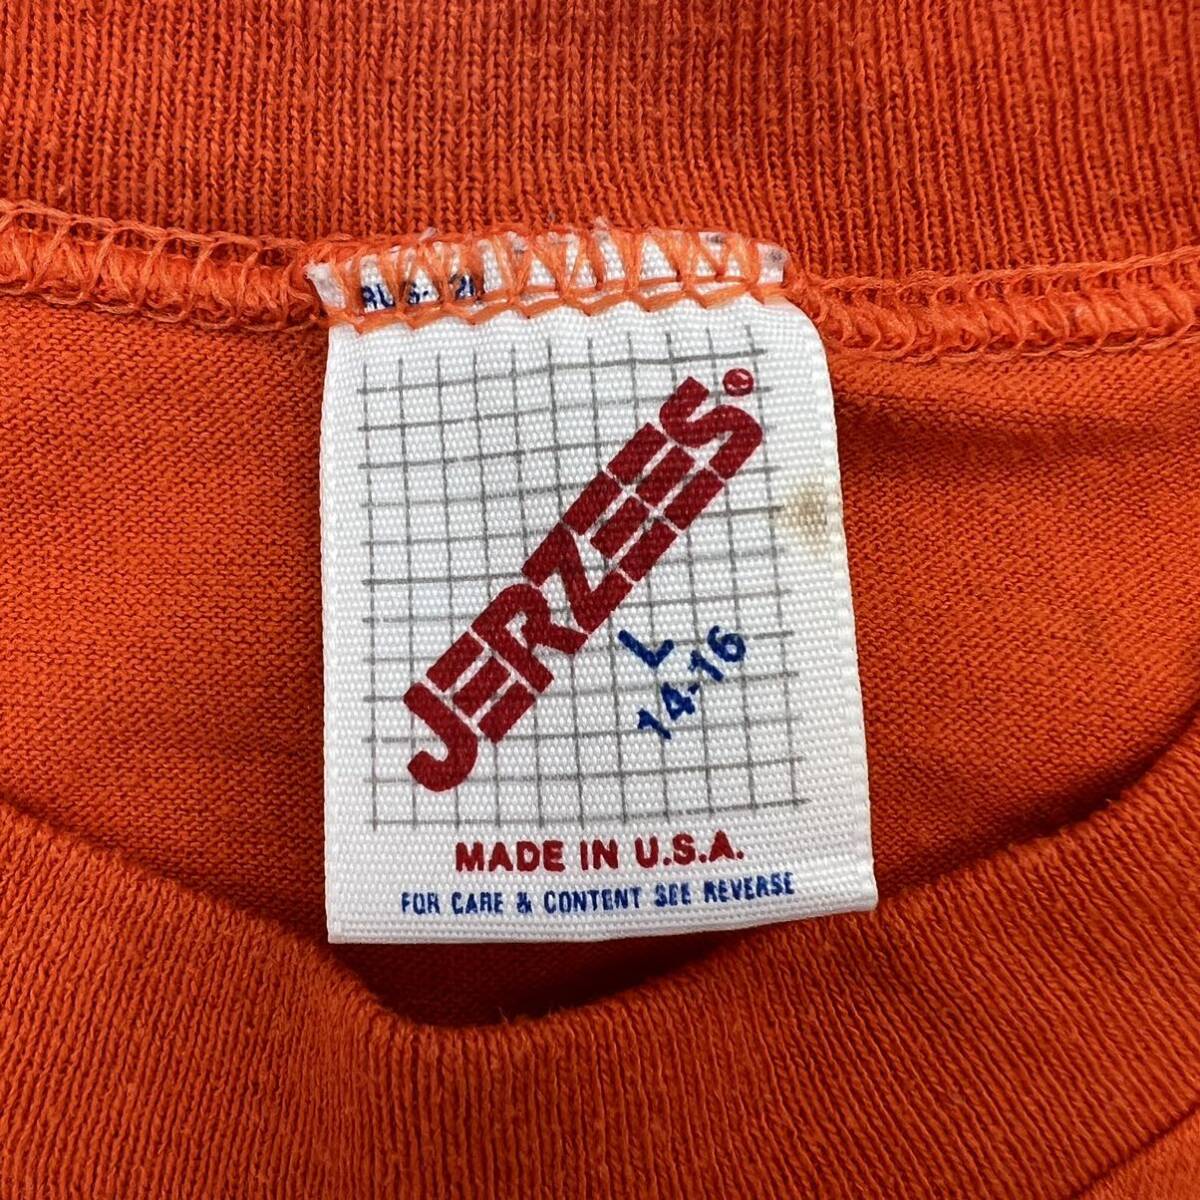 JERZEES®
L
14-16
MADE IN U.S.A.
FOR CARE & CONTENT SEE REVERSE